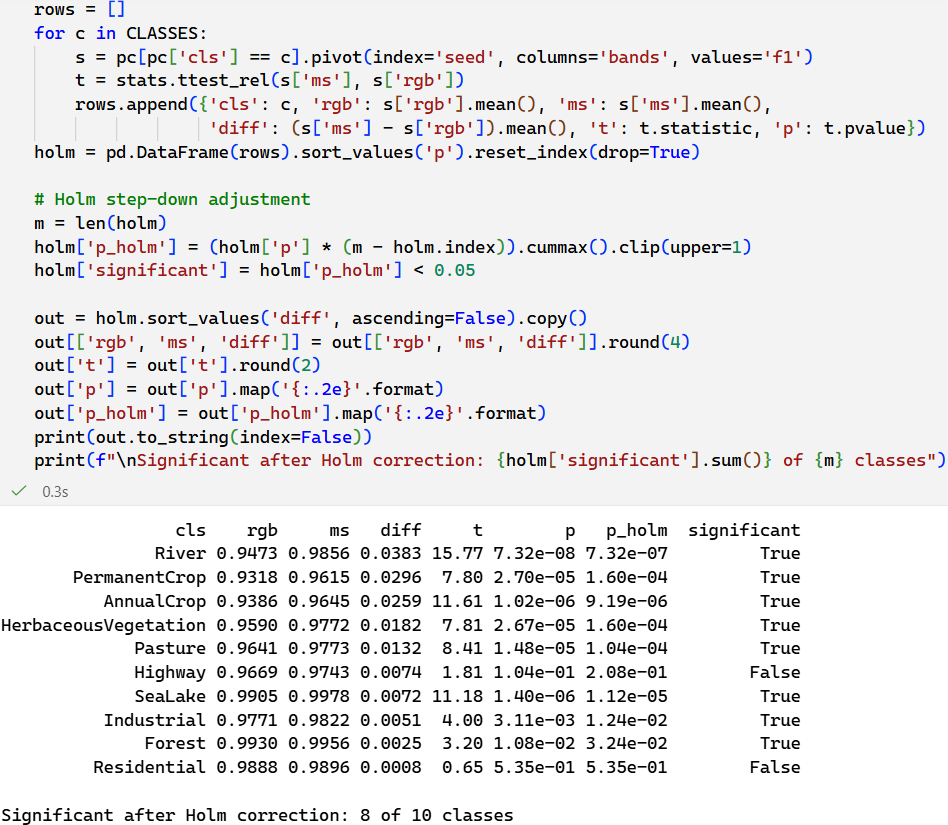 rows = []
for c in CLASSES:
    s = pc[pc['cls'] == c].pivot(index='seed', columns='bands', values='f1')
    t = stats.ttest_rel(s['ms'], s['rgb'])
    rows.append({'cls': c, 'rgb': s['rgb'].mean(), 'ms': s['ms'].mean(),
                 'diff': (s['ms'] - s['rgb']).mean(), 't': t.statistic, 'p': t.pvalue})
holm = pd.DataFrame(rows).sort_values('p').reset_index(drop=True)

# Holm step-down adjustment
m = len(holm)
holm['p_holm'] = (holm['p'] * (m - holm.index)).cummax().clip(upper=1)
holm['significant'] = holm['p_holm'] < 0.05

out = holm.sort_values('diff', ascending=False).copy()
out[['rgb', 'ms', 'diff']] = out[['rgb', 'ms', 'diff']].round(4)
out['t'] = out['t'].round(2)
out['p'] = out['p'].map('{:.2e}'.format)
out['p_holm'] = out['p_holm'].map('{:.2e}'.format)
print(out.to_string(index=False))
print(f"\nSignificant after Holm correction: {holm['significant'].sum()} of {m} classes")
0.3s
                 cls    rgb     ms   diff     t        p   p_holm  significant
               River 0.9473 0.9856 0.0383 15.77 7.32e-08 7.32e-07         True
       PermanentCrop 0.9318 0.9615 0.0296  7.80 2.70e-05 1.60e-04         True
          AnnualCrop 0.9386 0.9645 0.0259 11.61 1.02e-06 9.19e-06         True
HerbaceousVegetation 0.9590 0.9772 0.0182  7.81 2.67e-05 1.60e-04         True
             Pasture 0.9641 0.9773 0.0132  8.41 1.48e-05 1.04e-04         True
             Highway 0.9669 0.9743 0.0074  1.81 1.04e-01 2.08e-01        False
             SeaLake 0.9905 0.9978 0.0072 11.18 1.40e-06 1.12e-05         True
          Industrial 0.9771 0.9822 0.0051  4.00 3.11e-03 1.24e-02         True
              Forest 0.9930 0.9956 0.0025  3.20 1.08e-02 3.24e-02         True
         Residential 0.9888 0.9896 0.0008  0.65 5.35e-01 5.35e-01        False

Significant after Holm correction: 8 of 10 classes